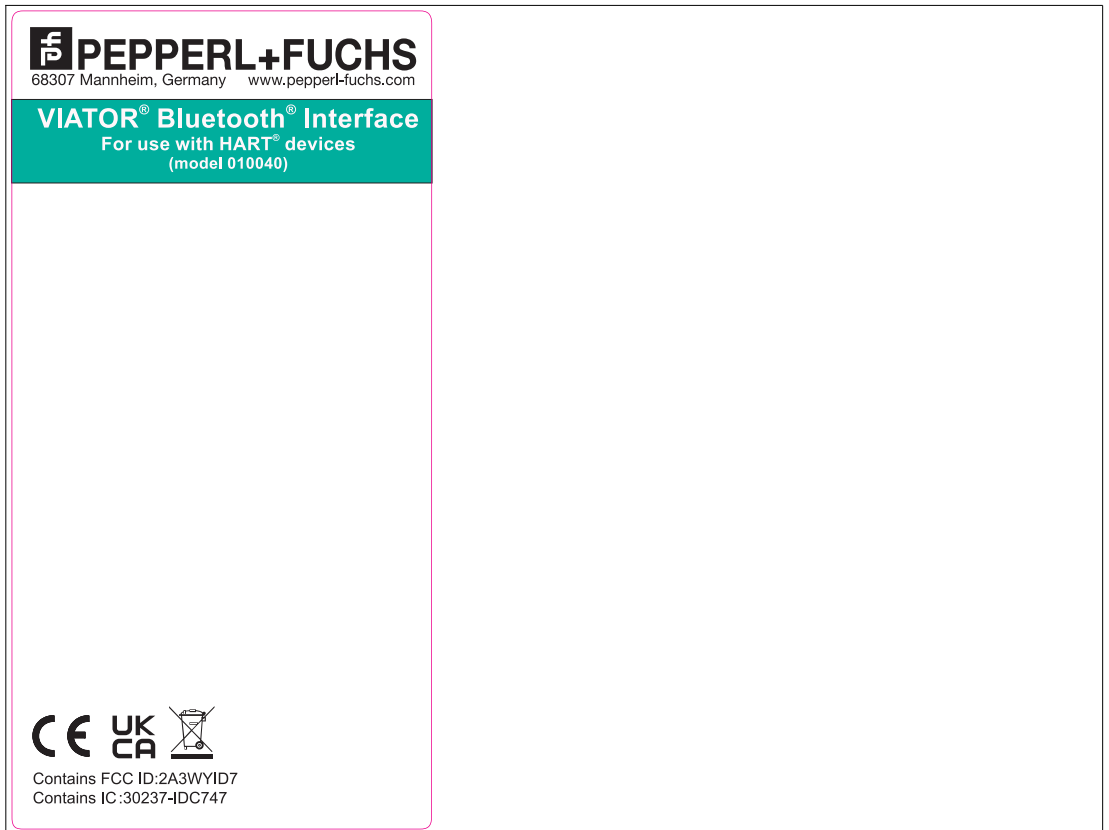 PEPPERL+FUCHS
68307 Mannheim, Germany www.pepperl-fuchs.com
VIATOR® Bluetooth® Interface
For use with HART® devices
(model 010040)
CE UK CA
Contains FCC ID:2A3WYID7
Contains IC:30237-IDC747